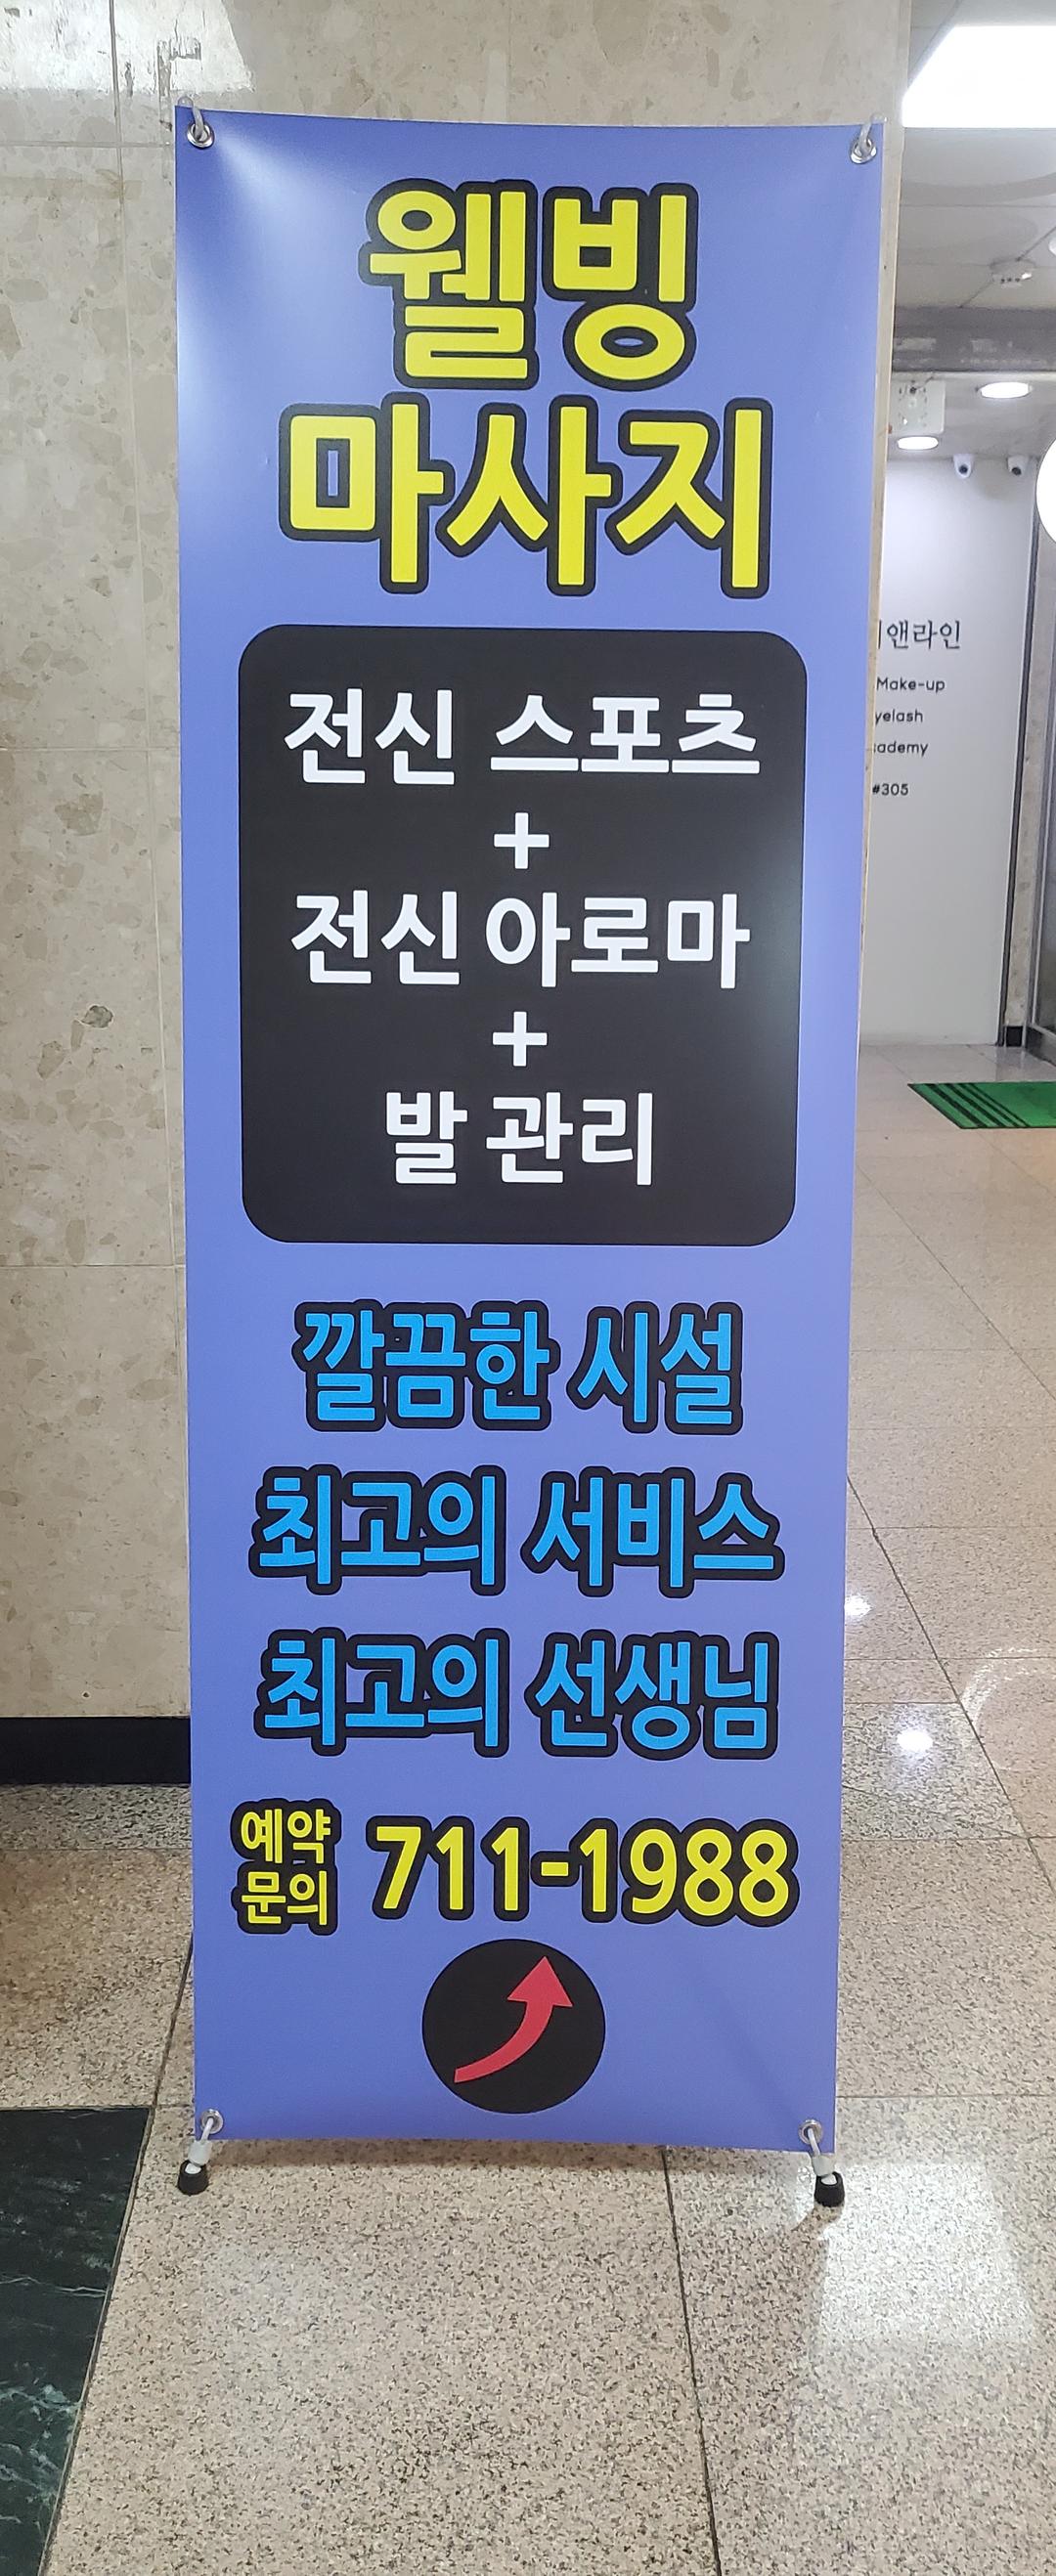 웰빙
마사지
전신 스포츠
+
전신 아로마
+
발 관리
깔끔한 시설
최고의 서비스
최고의 선생님
예약
문의
711-1988
앤라인
Make-up
#305